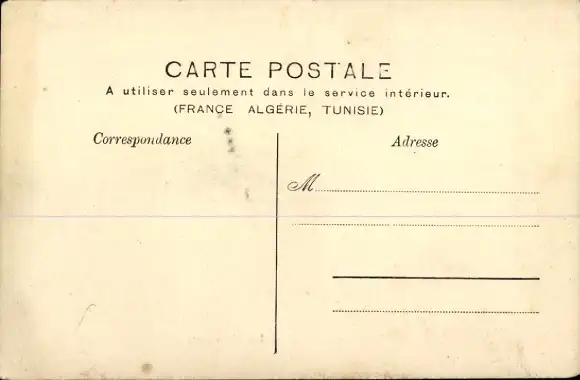 CARTE POSTALE
A utiliser seulement dans le service intérieur.
(FRANCE ALGÉRIE, TUNISIE)
Correspondance
Adresse
M